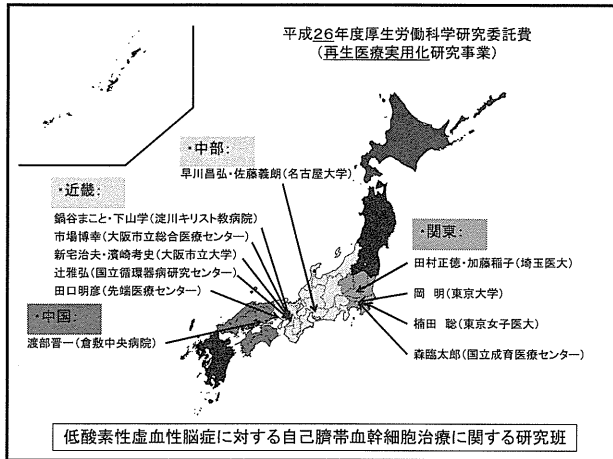 平成26年度厚生労働科学研究委託費
(再生医療実用化研究事業)
・中部:
早川昌弘・佐藤義朗(名古屋大学)
・近畿:
鍋谷まこと・下山学(淀川キリスト教病院)
市場博幸(大阪市立総合医療センター)
新宅治夫・濱崎考史(大阪市立大学)
辻雅弘(国立循環器病研究センター)
田口明彦(先端医療センター)
・中国:
渡部晋一(倉敷中央病院)
・関東:
田村正徳・加藤稲子(埼玉医大)
岡 明(東京大学)
楠田 聡(東京女子医大)
森臨太郎(国立成育医療センター)
低酸素性虚血性脳症に対する自己臍帯血幹細胞治療に関する研究班